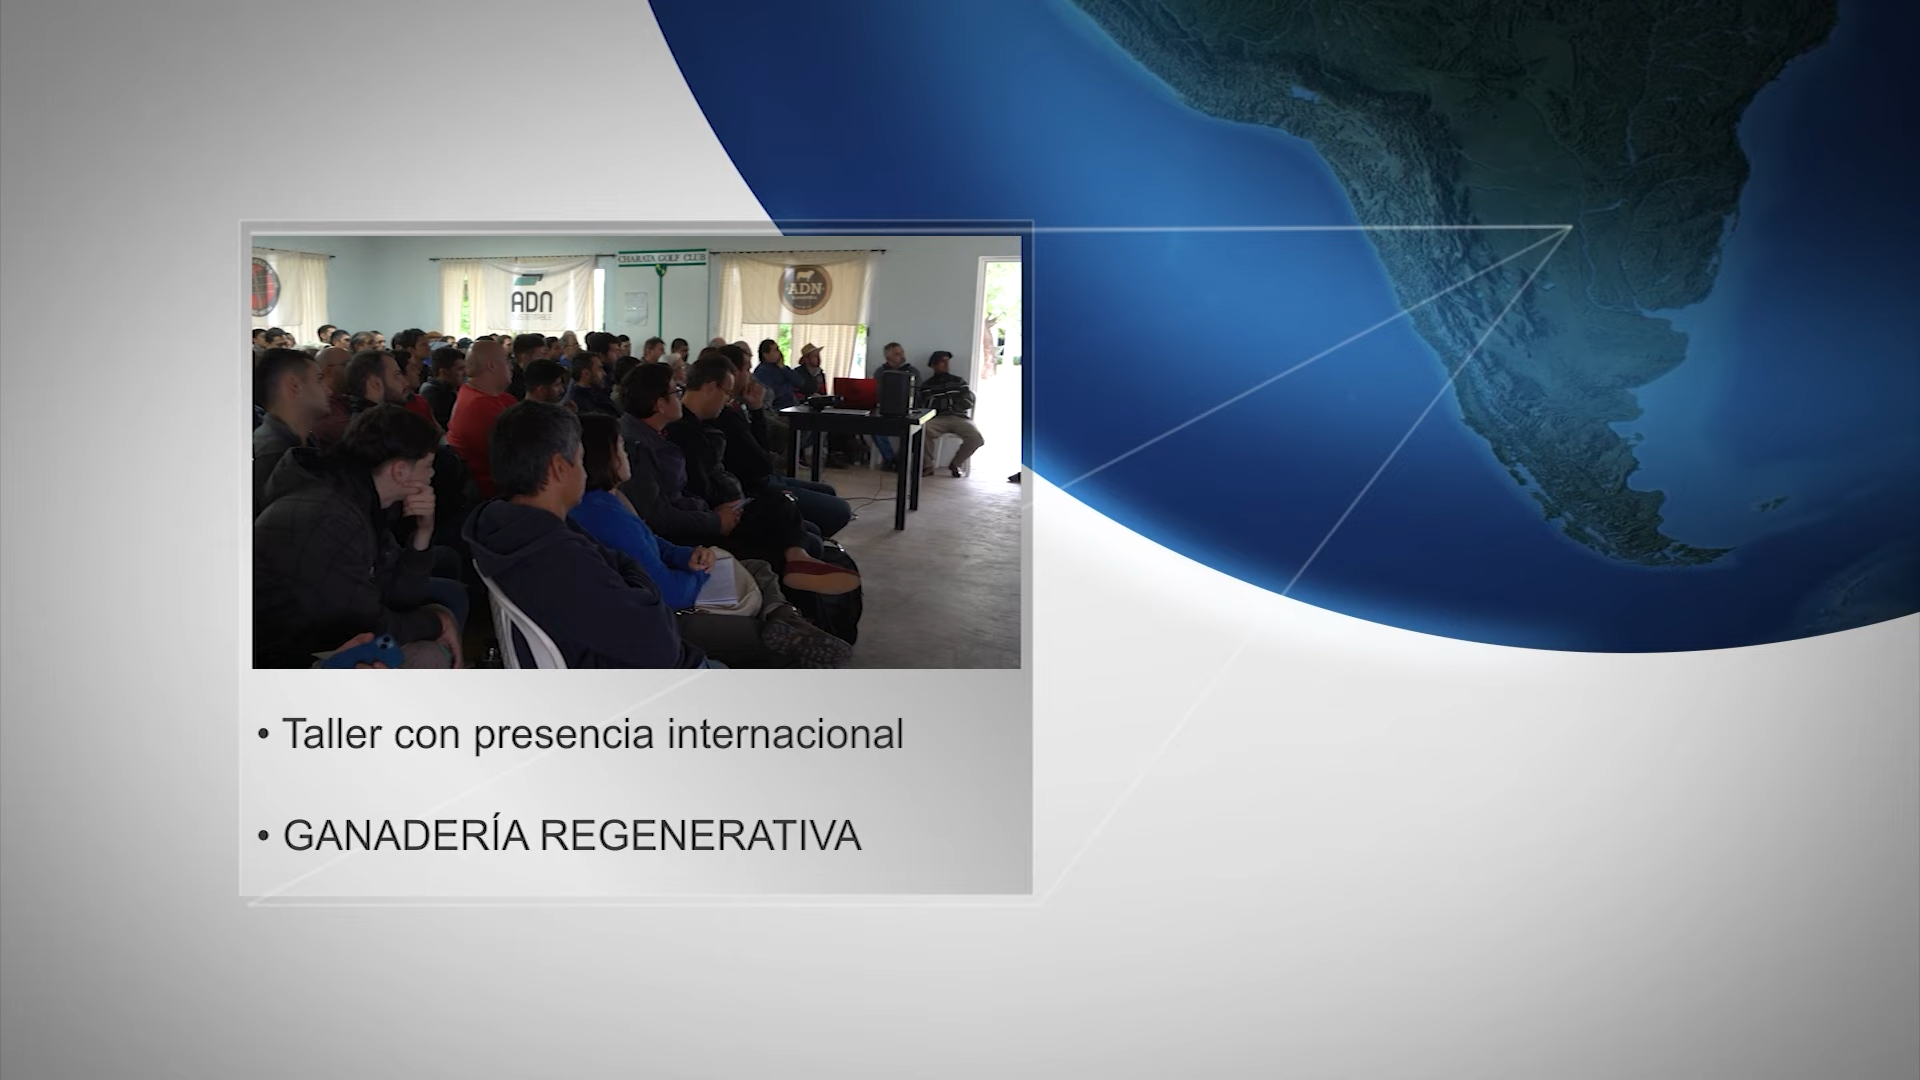 CHARATA GOLF CLUB
ADN
ADN
• Taller con presencia internacional
• GANADERÍA REGENERATIVA